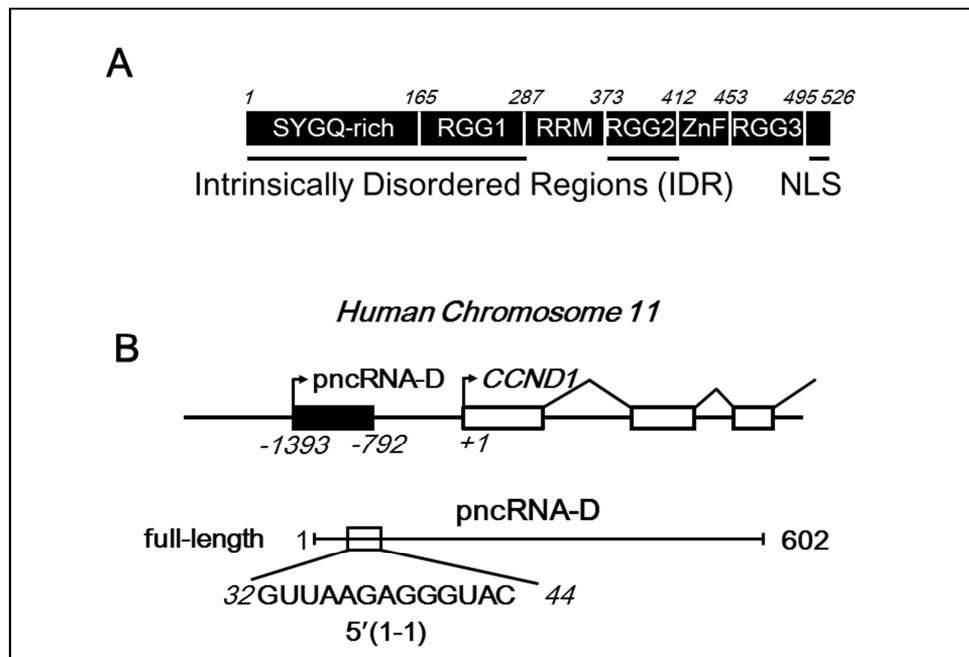 A
1 165 287 373 412 453 495 526
SYGQ-rich RGG1 RRM RGG2 ZnF RGG3
Intrinsically Disordered Regions (IDR) NLS
Human Chromosome 11
B
pncRNA-D CCND1
-1393 -792 +1
pncRNA-D
full-length 1 602
32 GUUAAGAGGGUAC 44
5′(1-1)